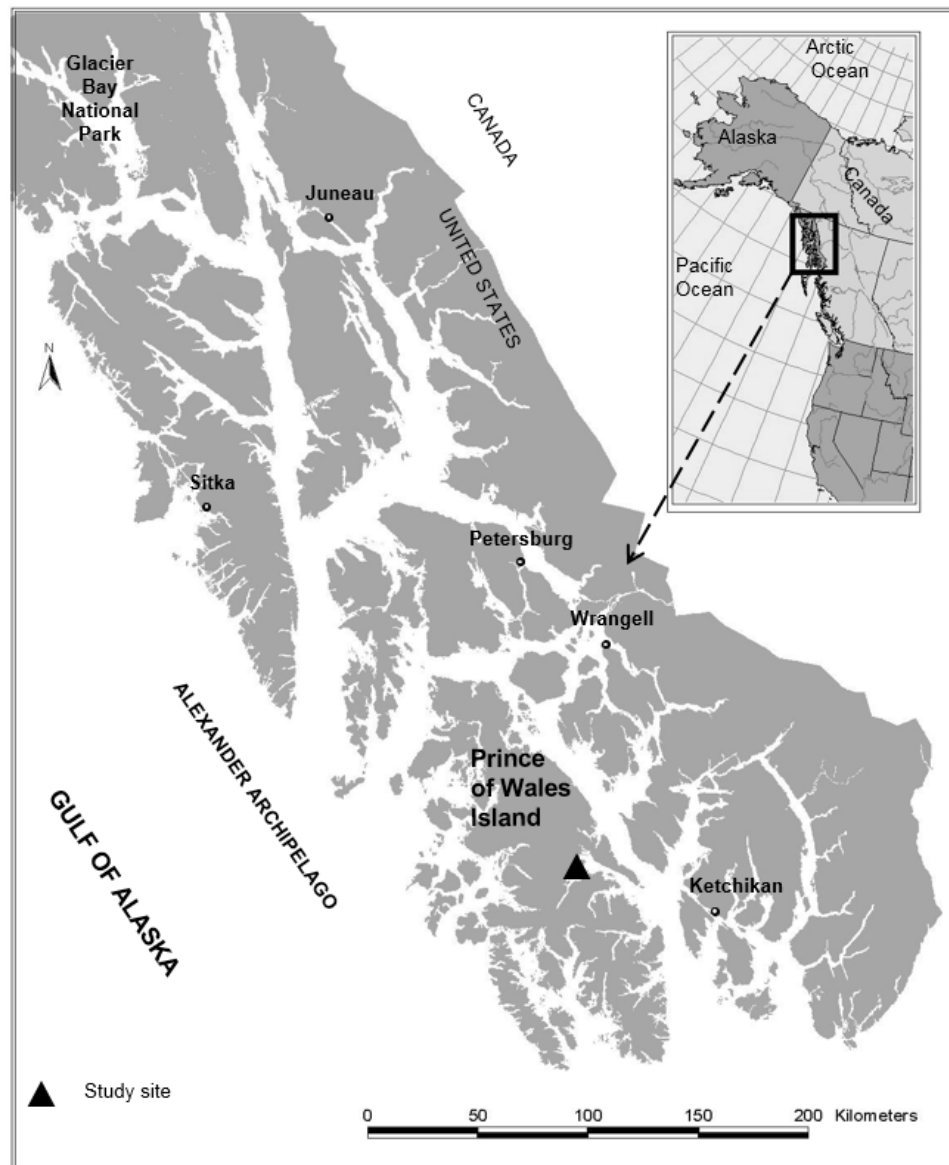 Glacier
Bay
National
Park
CANADA
Juneau
UNITED STATES
N
Sitka
Petersburg
Wrangell
ALEXANDER ARCHIPELAGO
GULF OF ALASKA
Prince
of Wales
Island
Ketchikan
Study site
0 50 100 150 200 Kilometers
Arctic
Ocean
Alaska
Canada
Pacific
Ocean